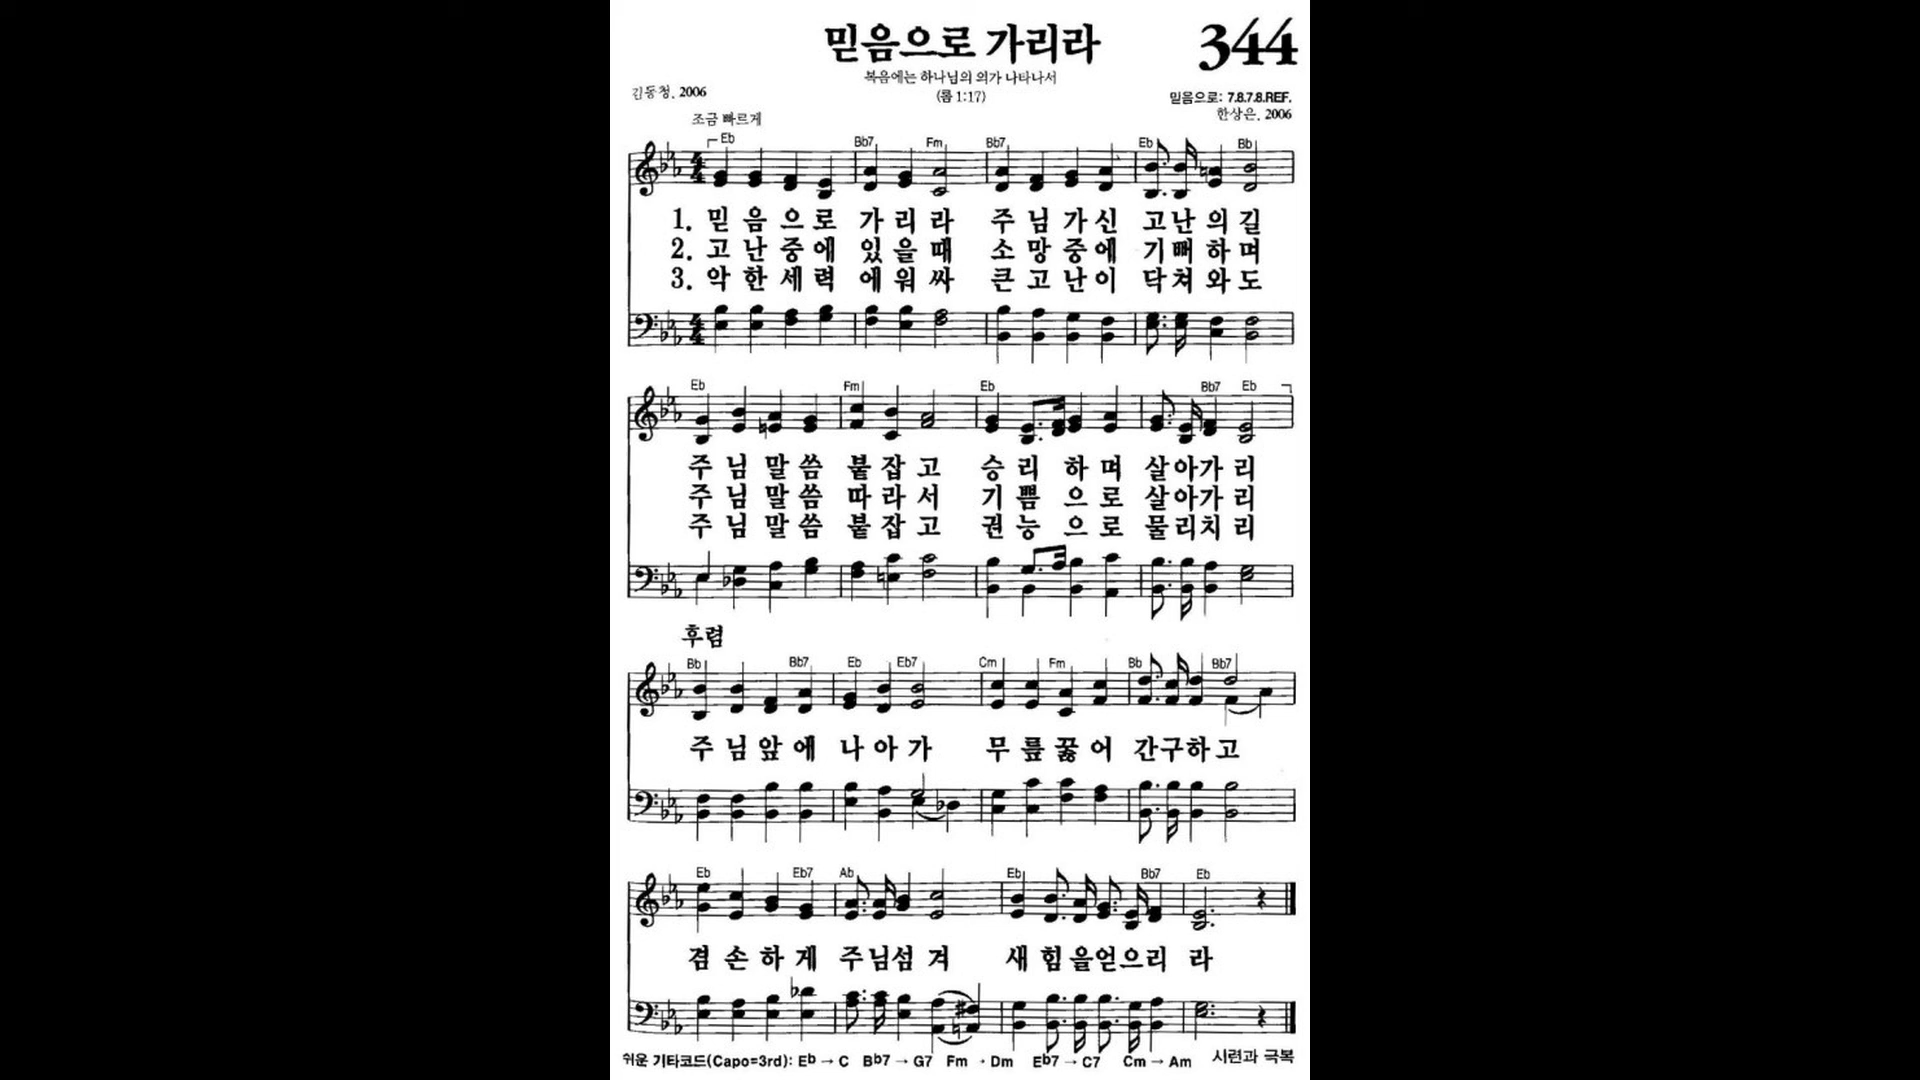 믿음으로 가리라
344
복음에는 하나님의 의가 나타나서
(롬 1:17)
김동청, 2006
믿음으로: 7.8.7.8.REF.
한상은, 2006
조금 빠르게
Eb Bb7 Fm Bb7 Eb Bb
1. 믿음으로 가리라 주님가신 고난의길
2. 고난중에 있을때 소망중에 기뻐하며
3. 악한세력 에워싸 큰고난이 닥쳐와도
Eb Fm Eb Bb7 Eb
주님말씀 붙잡고 승리하며 살아가리
주님말씀 따라서 기쁨으로 살아가리
주님말씀 붙잡고 권능으로 물리치리
후렴
Bb Bb7 Eb Eb7 Cm Fm Bb Bb7
주님앞에 나아가 무릎꿇어 간구하고
Eb Eb7 Ab Eb Bb7 Eb
겸손하게 주님섬겨 새힘을얻으리라
쉬운 기타코드(Capo=3rd): Eb → C Bb7 → G7 Fm → Dm Eb7 → C7 Cm → Am
시련과 극복